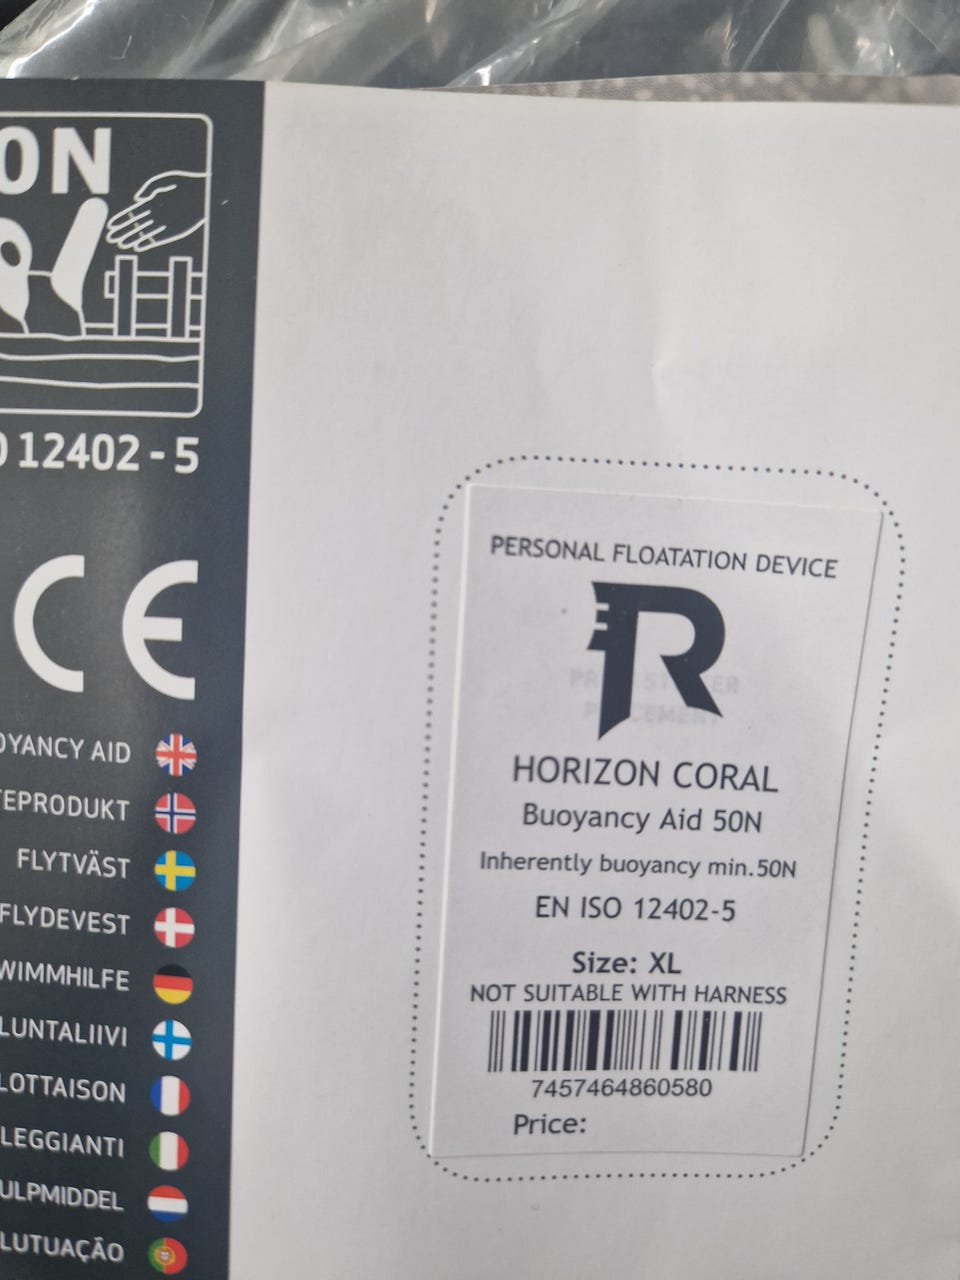 0N
O 12402-5
CE
OYANCY AID
TEPRODUKT
FLYTVÄST
FLYDEVEST
WIMMHILFE
LUNTALIIVI
LOTTAISON
LEGGIANTI
ULPMIDDEL
LUTUAÇÃO
PERSONAL FLOATATION DEVICE
R
HORIZON CORAL
Buoyancy Aid 50N
Inherently buoyancy min.50N
EN ISO 12402-5
Size: XL
NOT SUITABLE WITH HARNESS
7457464860580
Price: